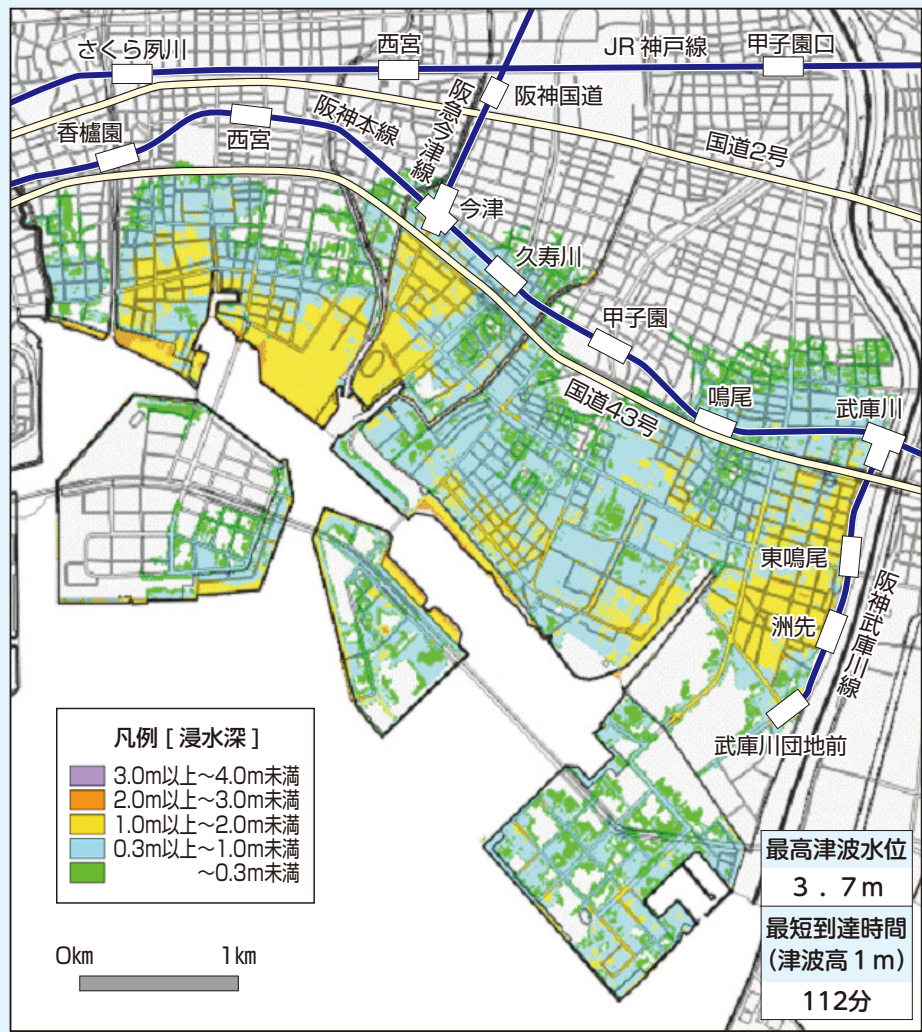 さくら夙川
西宮
JR神戸線
甲子園口
阪神国道
香櫨園
西宮
阪神本線
阪急今津線
国道2号
今津
久寿川
甲子園
国道43号
鳴尾
武庫川
東鳴尾
洲先
阪神武庫川線
武庫川団地前
凡例 [ 浸水深 ]
3.0m以上～4.0m未満
2.0m以上～3.0m未満
1.0m以上～2.0m未満
0.3m以上～1.0m未満
～0.3m未満
0km 1km
最高津波水位
3．7m
最短到達時間
(津波高1m)
112分